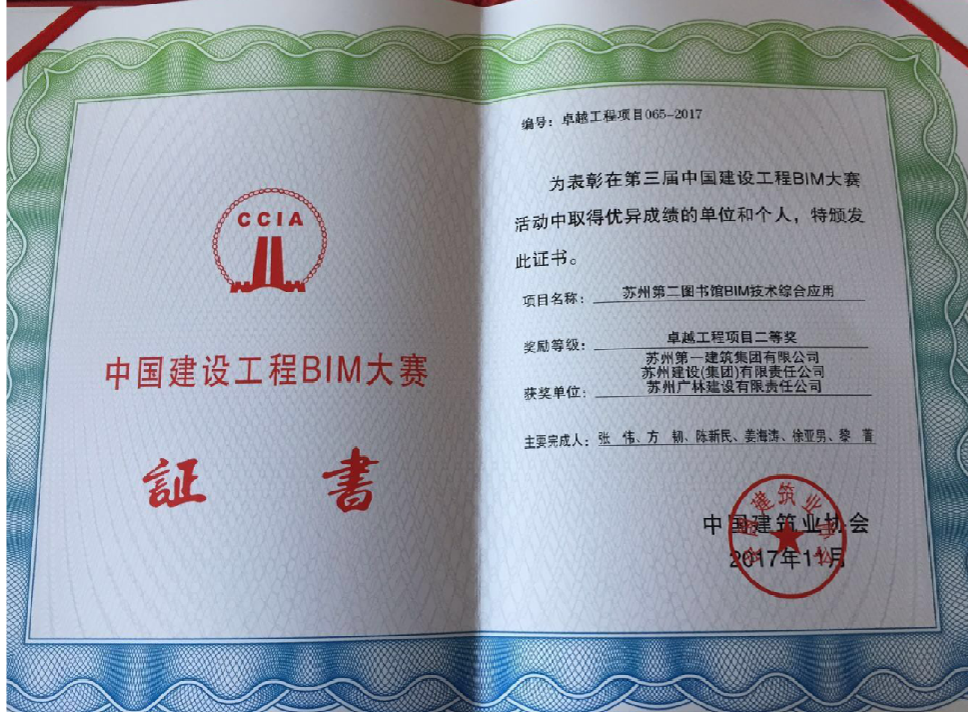 CCIA
中国建设工程BIM大赛
証 書
编号：卓越工程项目065-2017
为表彰在第三届中国建设工程BIM大赛
活动中取得优异成绩的单位和个人，特颁发
此证书。
项目名称：苏州第二图书馆BIM技术综合应用
奖励等级：卓越工程项目二等奖
苏州第一建筑集团有限公司
苏州建设(集团)有限责任公司
获奖单位：苏州广林建设有限责任公司
主要完成人：张 伟、方 韧、陈新民、姜海涛、徐亚男、黎
中国建筑业协会
2017年11月